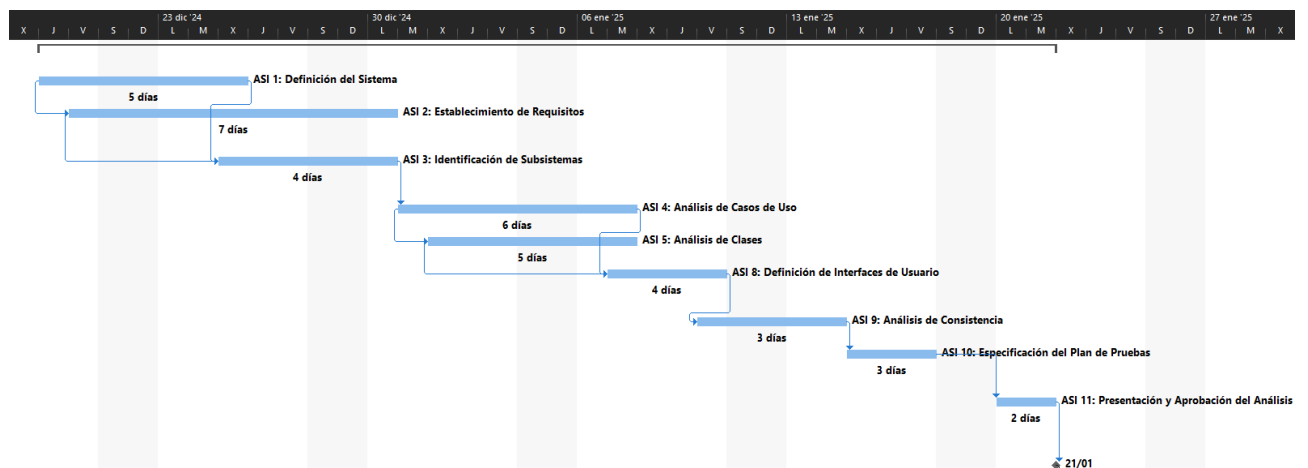 23 dic '24 30 dic '24 06 ene '25 13 ene '25 20 ene '25 27 ene '25
X J V S D L M X J V S D L M X J V S D L M X J V S D L M X J V S D L M X J V S D L M X
ASI 1: Definición del Sistema
5 días
ASI 2: Establecimiento de Requisitos
7 días
ASI 3: Identificación de Subsistemas
4 días
ASI 4: Análisis de Casos de Uso
6 días
ASI 5: Análisis de Clases
5 días
ASI 8: Definición de Interfaces de Usuario
4 días
ASI 9: Análisis de Consistencia
3 días
ASI 10: Especificación del Plan de Pruebas
3 días
ASI 11: Presentación y Aprobación del Análisis
2 días
21/01